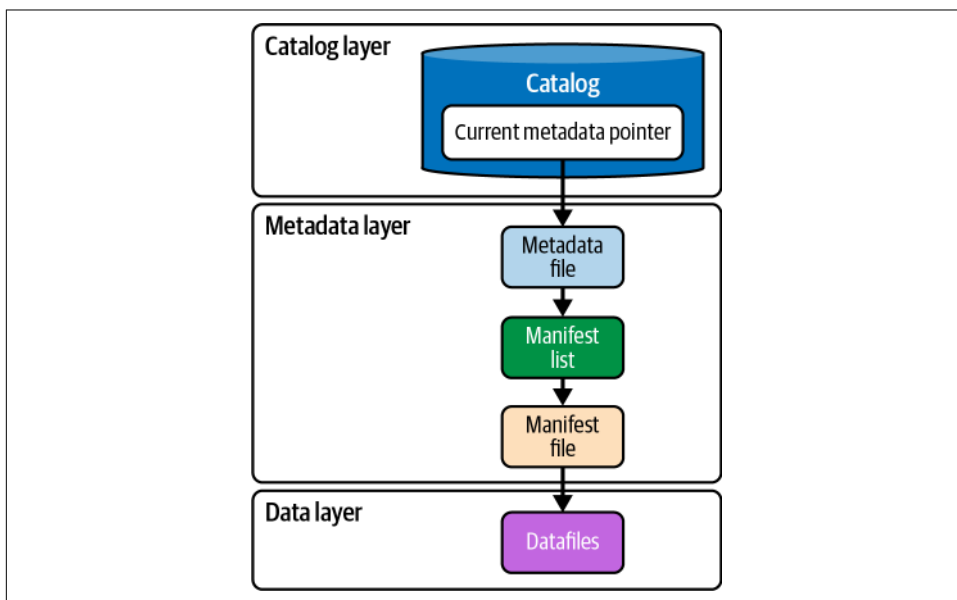 Catalog layer
Catalog
Current metadata pointer
Metadata layer
Metadata
file
Manifest
list
Manifest
file
Data layer
Datafiles